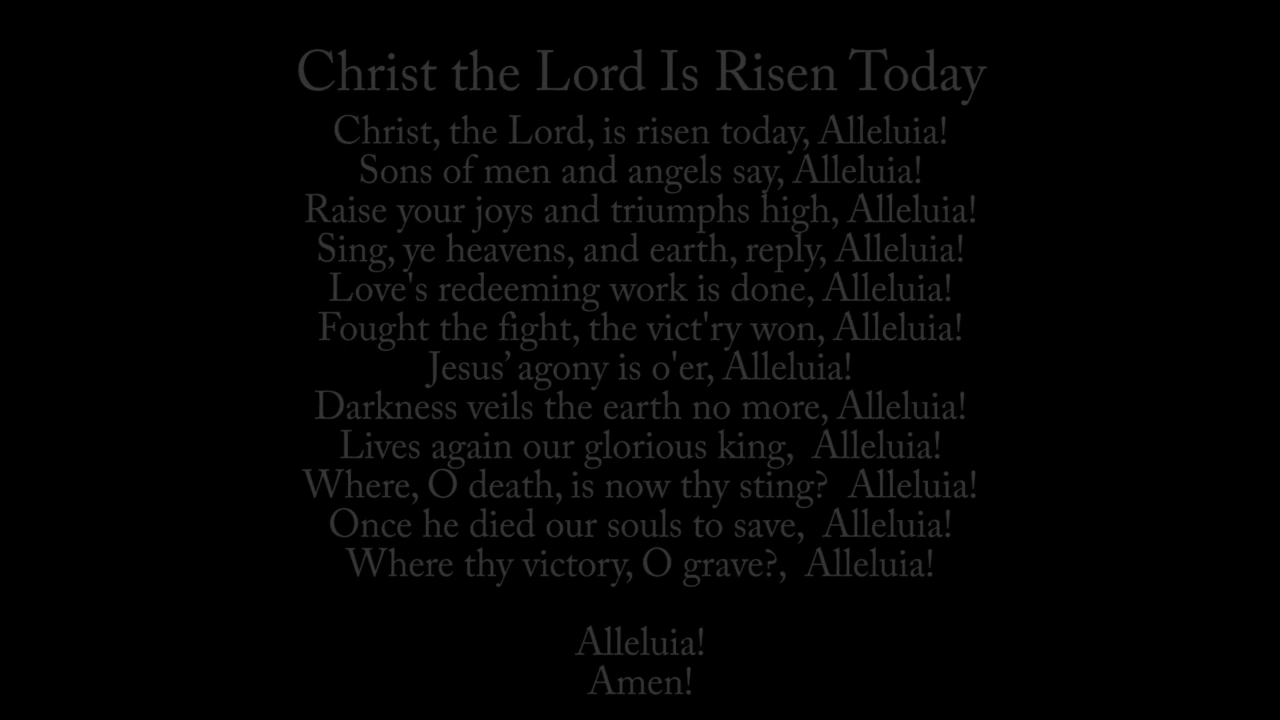 Christ the Lord Is Risen Today
Christ, the Lord, is risen today, Alleluia!
Sons of men and angels say, Alleluia!
Raise your joys and triumphs high, Alleluia!
Sing, ye heavens, and earth, reply, Alleluia!
Love's redeeming work is done, Alleluia!
Fought the fight, the vict'ry won, Alleluia!
Jesus’ agony is o'er, Alleluia!
Darkness veils the earth no more, Alleluia!
Lives again our glorious king,  Alleluia!
Where, O death, is now thy sting?  Alleluia!
Once he died our souls to save,  Alleluia!
Where thy victory, O grave?,  Alleluia!
Alleluia!
Amen!